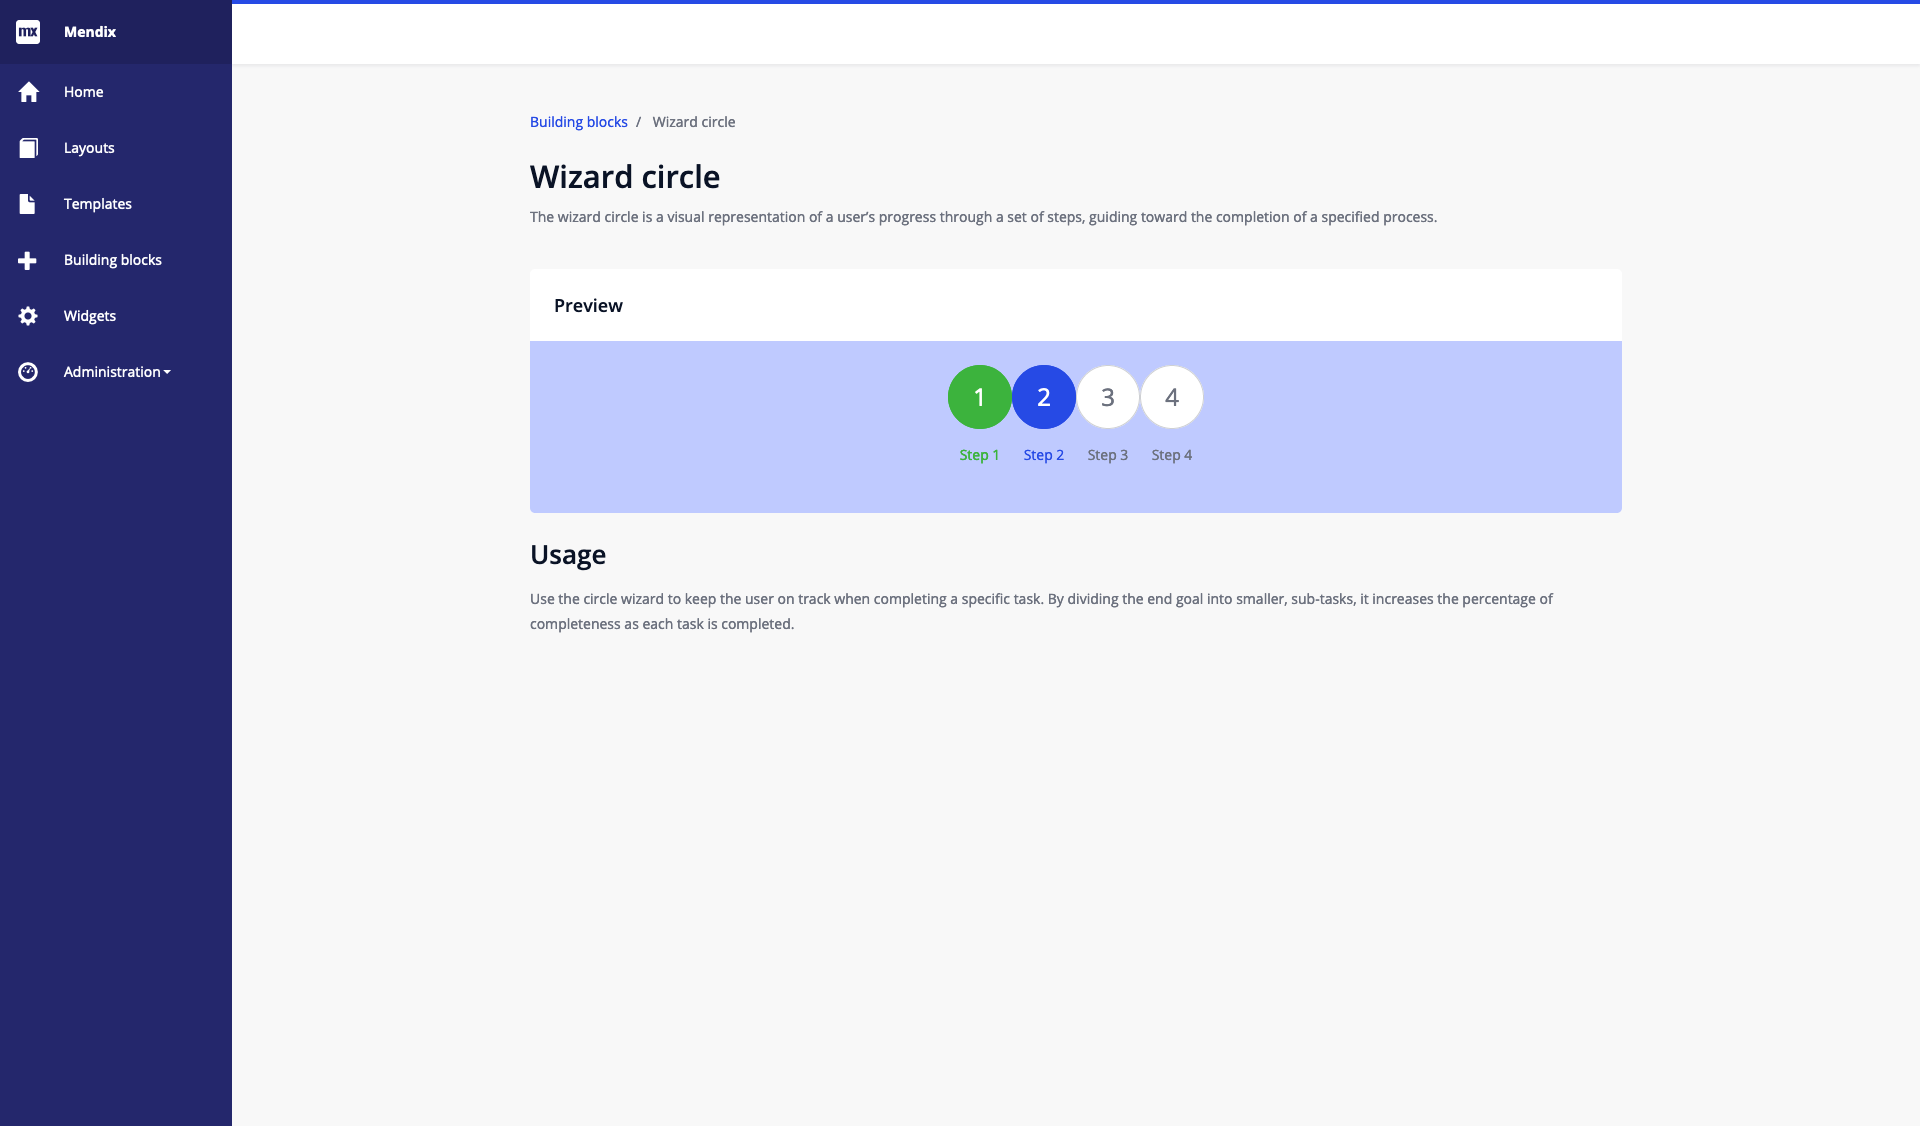 mx Mendix
Home
Layouts
Templates
Building blocks
Widgets
Administration
Building blocks / Wizard circle
Wizard circle
The wizard circle is a visual representation of a user’s progress through a set of steps, guiding toward the completion of a specified process.
Preview
1 2 3 4
Step 1 Step 2 Step 3 Step 4
Usage
Use the circle wizard to keep the user on track when completing a specific task. By dividing the end goal into smaller, sub-tasks, it increases the percentage of
completeness as each task is completed.